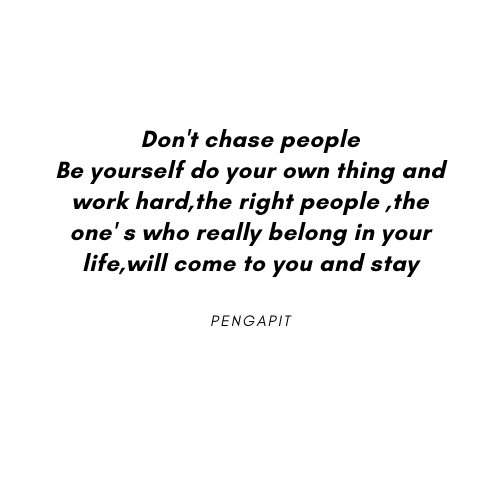 Don't chase people
Be yourself do your own thing and
work hard,the right people ,the
one' s who really belong in your
life,will come to you and stay
PENGAPIT